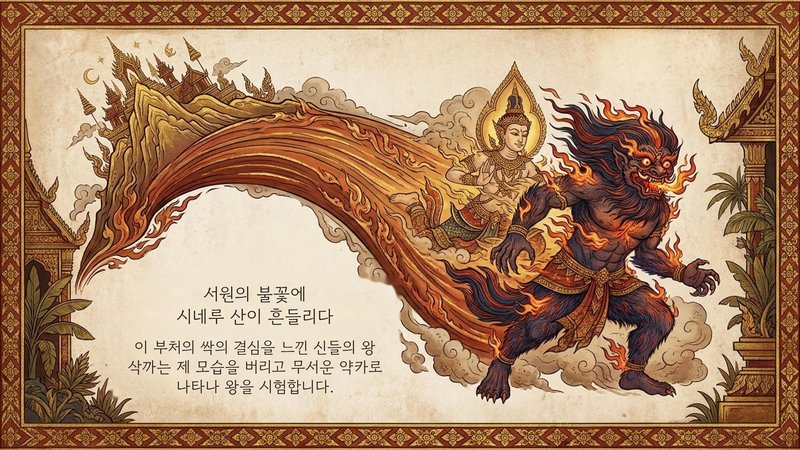 서원의 불꽃에
시네루 산이 흔들리다
이 부처의 싹의 결심을 느낀 신들의 왕
삭까는 제 모습을 버리고 무서운 약카로
나타나 왕을 시험합니다.